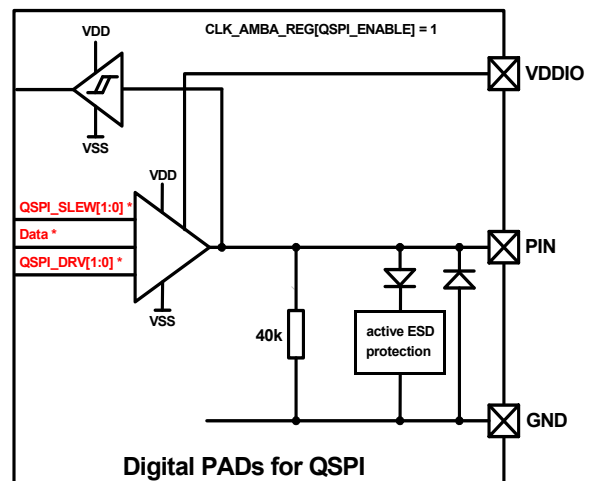 CLK_AMBA_REG[QSPI_ENABLE] = 1
VDD
VDDIO
VSS
VDD
QSPI_SLEW[1:0] *
Data *
QSPI_DRV[1:0] *
PIN
VSS
40k
active ESD
protection
GND
Digital PADs for QSPI